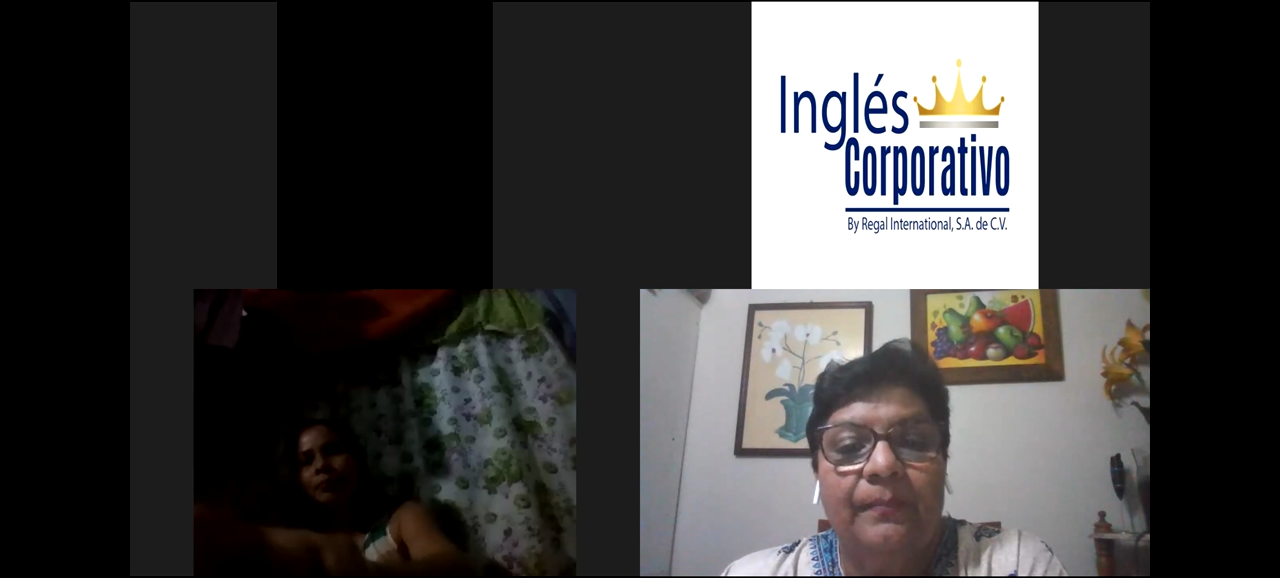 Inglés
Corporativo
By Regal International, S.A. de C.V.